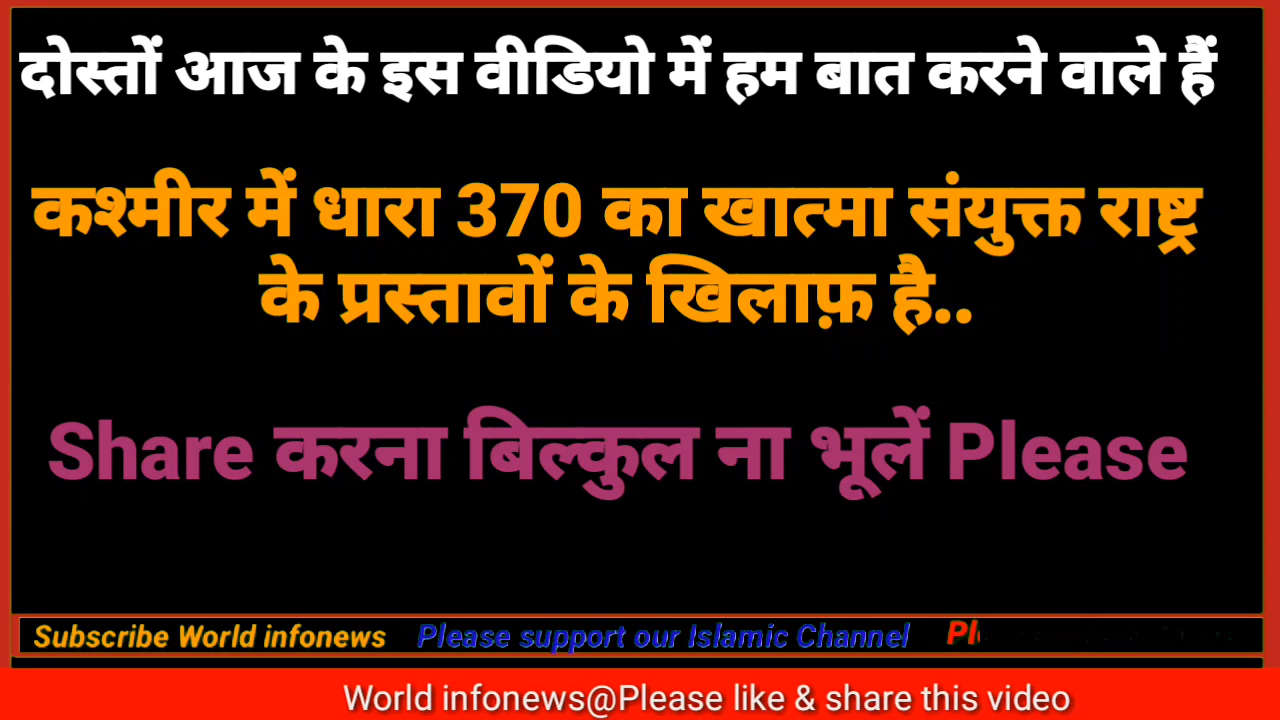 दोस्तों आज के इस वीडियो में हम बात करने वाले हैं
कश्मीर में धारा 370 का खात्मा संयुक्त राष्ट्र
के प्रस्तावों के खिलाफ़ है..
Share करना बिल्कुल ना भूलें Please
Subscribe World infonews Please support our Islamic Channel
World infonews@Please like & share this video